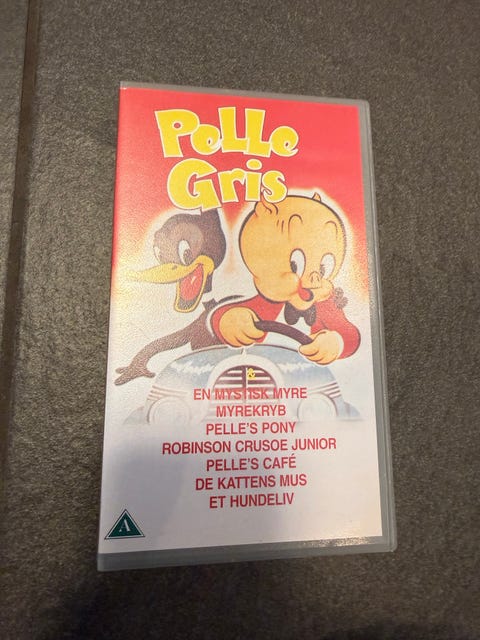 PeLLe
Gris
&
EN MYSTISK MYRE
MYREKRYB
PELLE'S PONY
ROBINSON CRUSOE JUNIOR
PELLE'S CAFÉ
DE KATTENS MUS
ET HUNDELIV
A